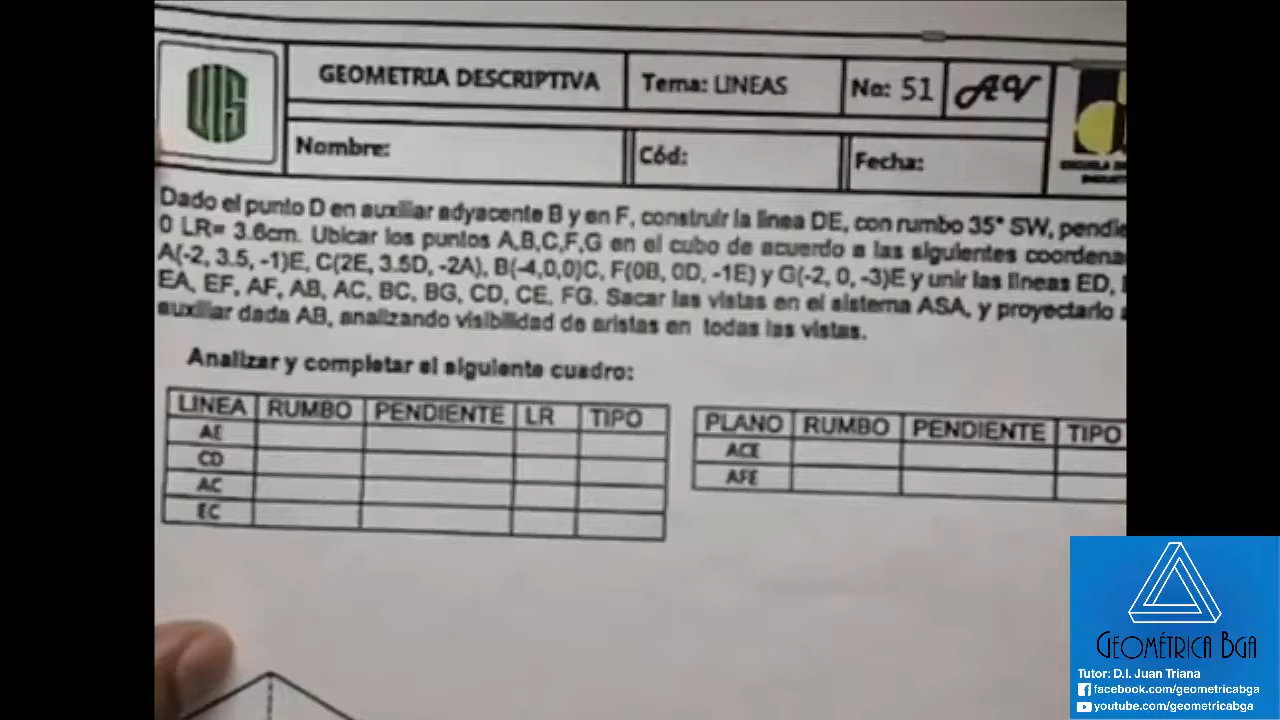 UIS
GEOMETRIA DESCRIPTIVA
Tema: LINEAS
No: 51
AV
Nombre:
Cód:
Fecha:
ESCUELA
Dado el punto D en auxiliar adyacente B y en F, construir la linea DE, con rumbo 35° SW,
0 LR= 3.6cm. Ubicar los puntos A,B,C,F,G en el cubo de acuerdo a las siguientes
A(-2, 3.5, -1)E, C(2E, 3.5D, -2A), B(-4,0,0)C, F(0B, 0D, -1E) y G(-2, 0, -3)E y unir las lineas ED,
EA, EF, AF, AB, AC, BC, BG, CD, CE, FG. Sacar las vistas en el sistema ASA, y proyectarlo
auxiliar dada AB, analizando visibilidad de aristas en todas las vistas.
Analizar y completar el siguiente cuadro:
LINEA RUMBO PENDIENTE LR TIPO
AE
CD
AC
EC
PLANO RUMBO PENDIENTE TIPO
ACE
AFE
GEOMÉTRICA BGA
Tutor: D.I. Juan Triana
facebook.com/geometricabga
youtube.com/geometricabga